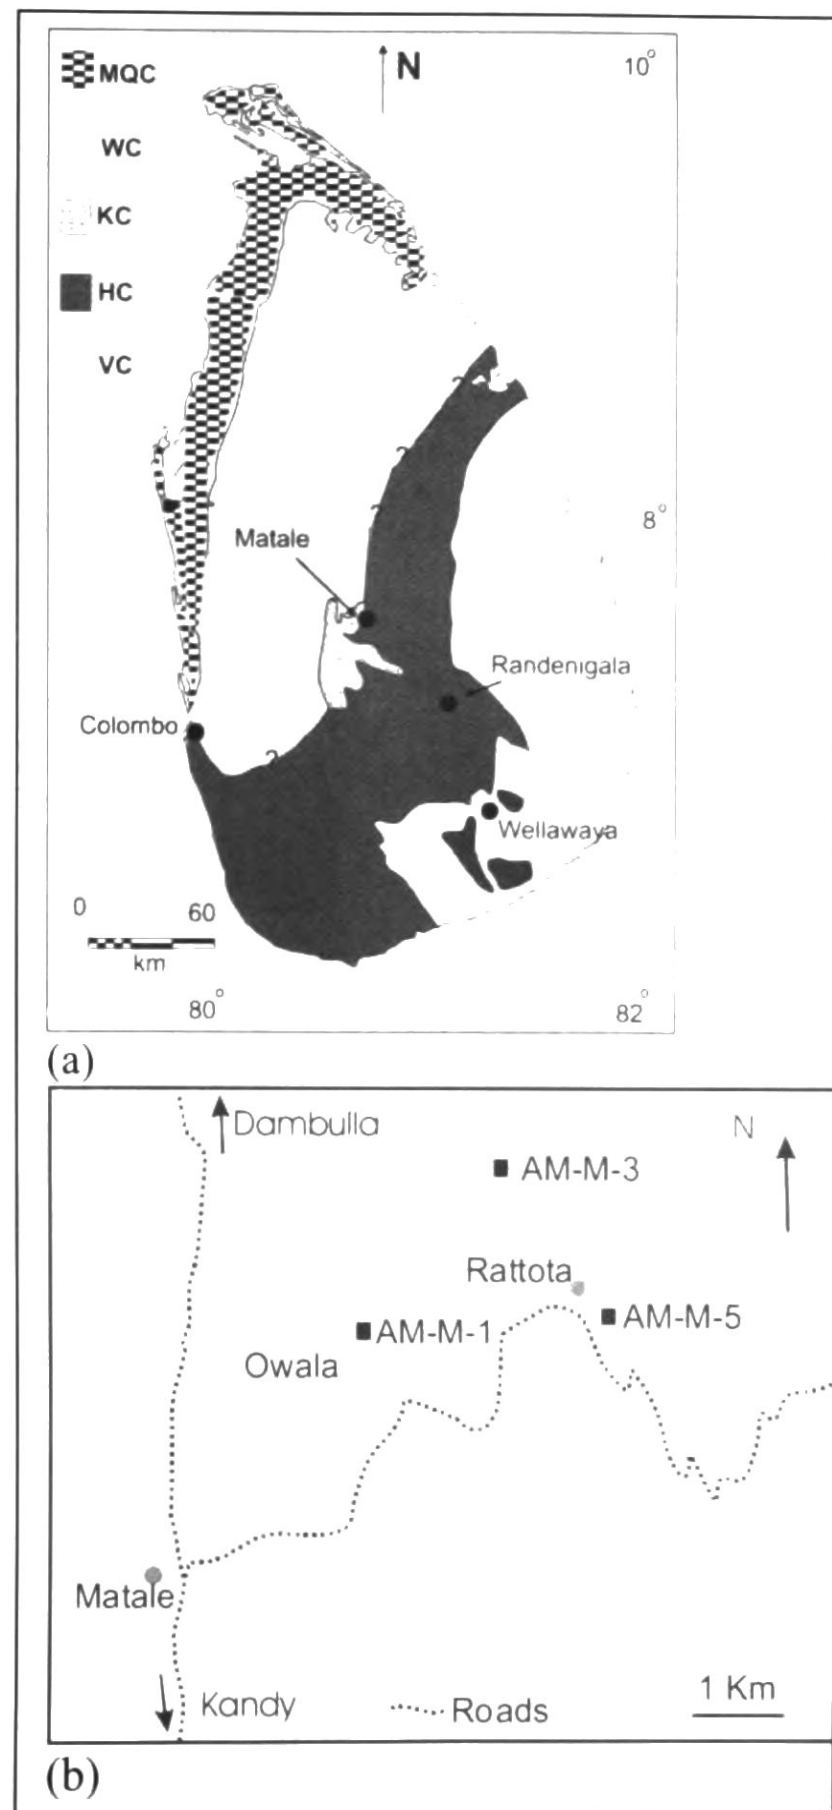 MQC
N
10°
WC
KC
HC
VC
?
?
?
8°
Matale
Randenigala
Colombo
?
Wellawaya
0 60
km
80°
82°
(a)
Dambulla
N
AM-M-3
Rattota
AM-M-5
AM-M-1
Owala
Matale
Kandy
Roads
1 Km
(b)